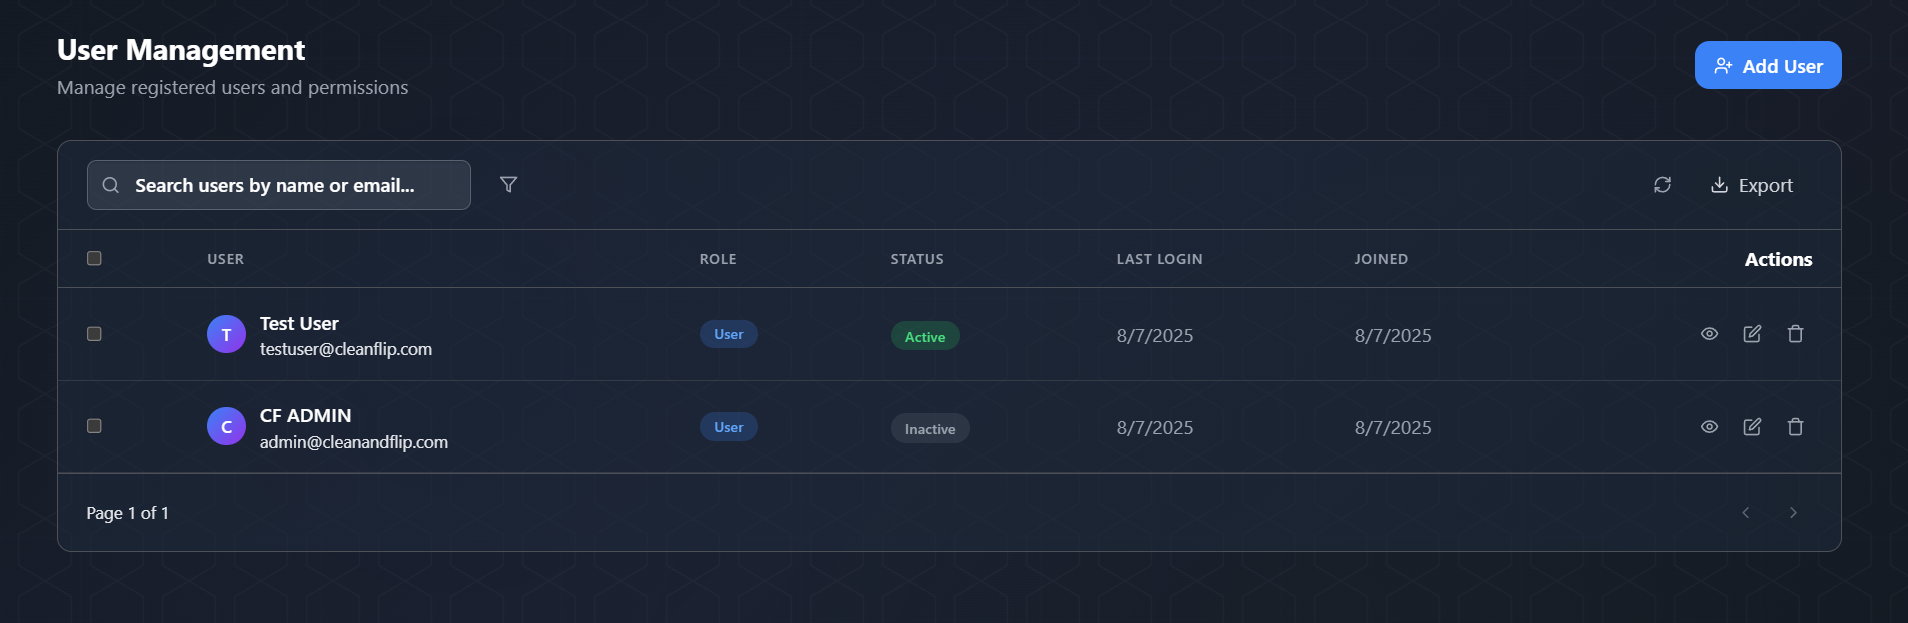 User Management
Manage registered users and permissions
Add User
Search users by name or email...
Export
USER ROLE STATUS LAST LOGIN JOINED Actions
T Test User
testuser@cleanflip.com
User Active 8/7/2025 8/7/2025
C CF ADMIN
admin@cleanandflip.com
User Inactive 8/7/2025 8/7/2025
Page 1 of 1